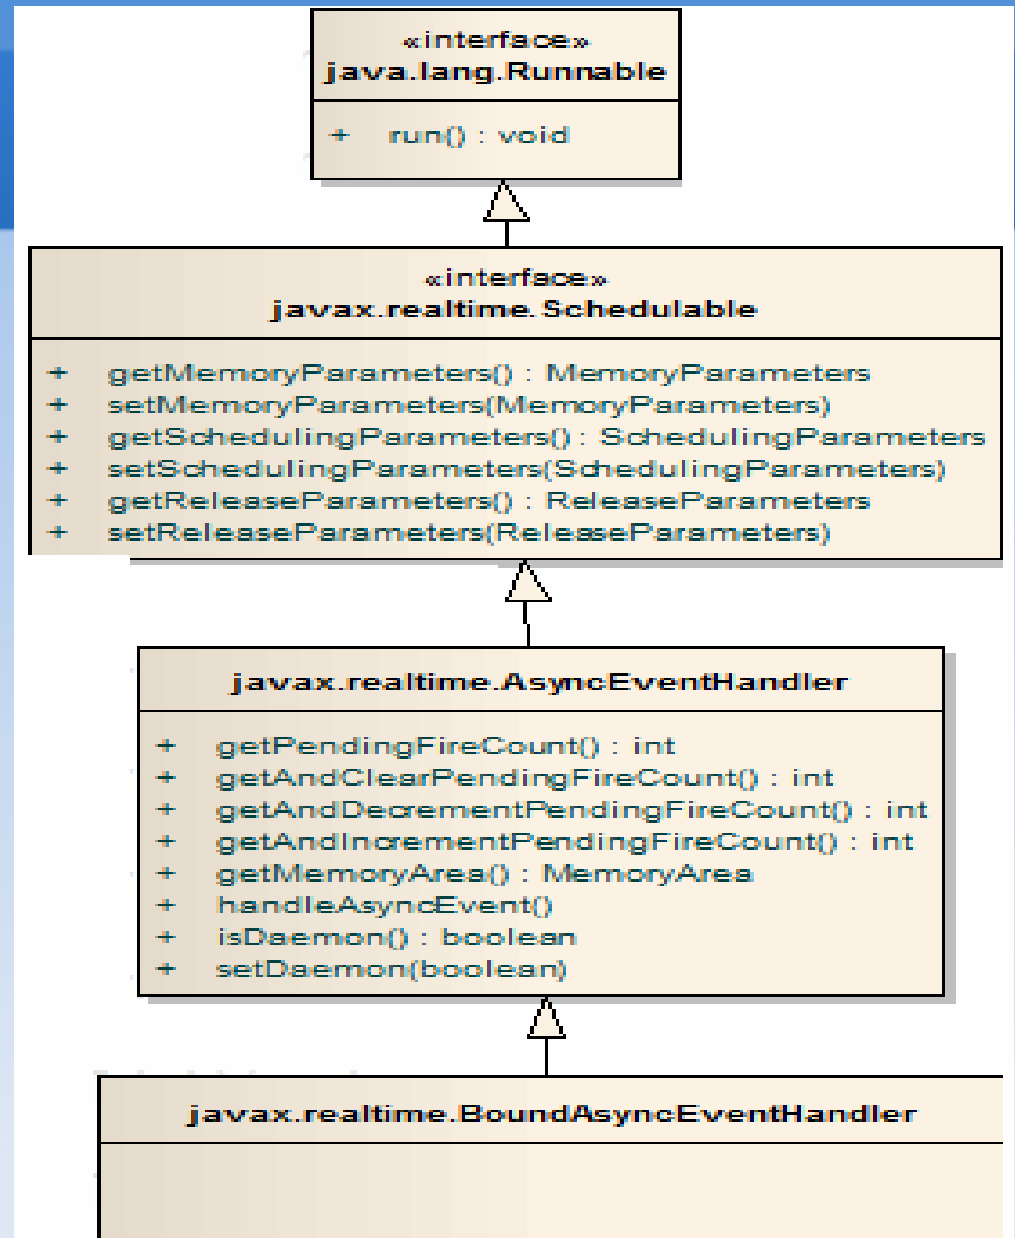 «interface»
java.lang.Runnable
+ run() : void
«interface»
javax.realtime.Schedulable
+ getMemoryParameters() : MemoryParameters
+ setMemoryParameters(MemoryParameters)
+ getSchedulingParameters() : SchedulingParameters
+ setSchedulingParameters(SchedulingParameters)
+ getReleaseParameters() : ReleaseParameters
+ setReleaseParameters(ReleaseParameters)
javax.realtime.AsyncEventHandler
+ getPendingFireCount() : int
+ getAndClearPendingFireCount() : int
+ getAndDecrementPendingFireCount() : int
+ getAndIncrementPendingFireCount() : int
+ getMemoryArea() : MemoryArea
+ handleAsyncEvent()
+ isDaemon() : boolean
+ setDaemon(boolean)
javax.realtime.BoundAsyncEventHandler